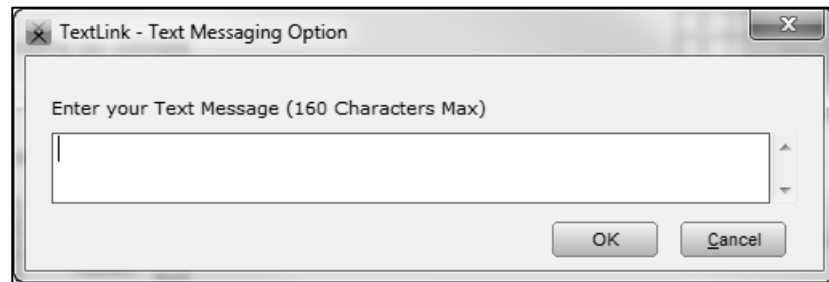 TextLink - Text Messaging Option
Enter your Text Message (160 Characters Max)
OK
Cancel